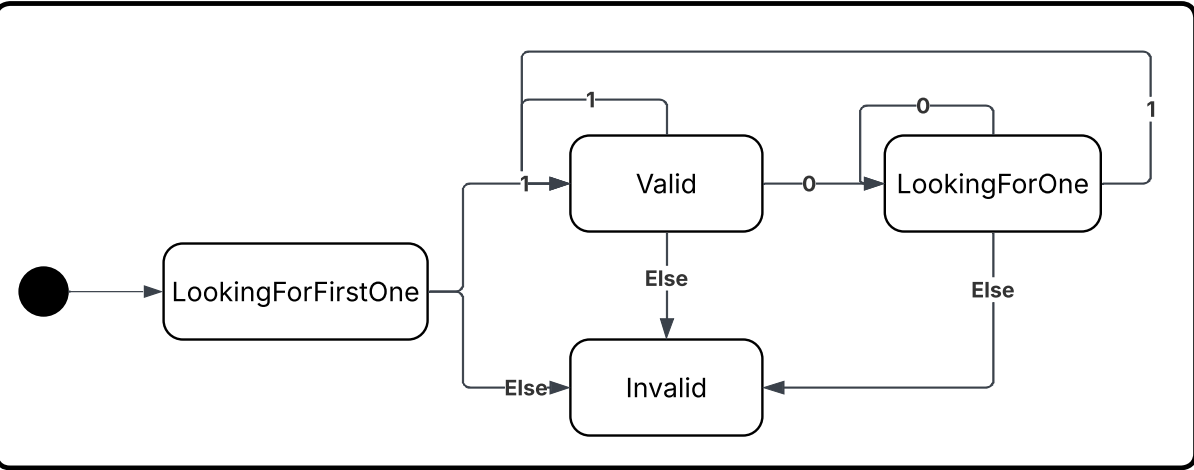 1
0
1
1
Valid
0
LookingForOne
Else
Else
LookingForFirstOne
Else
Invalid